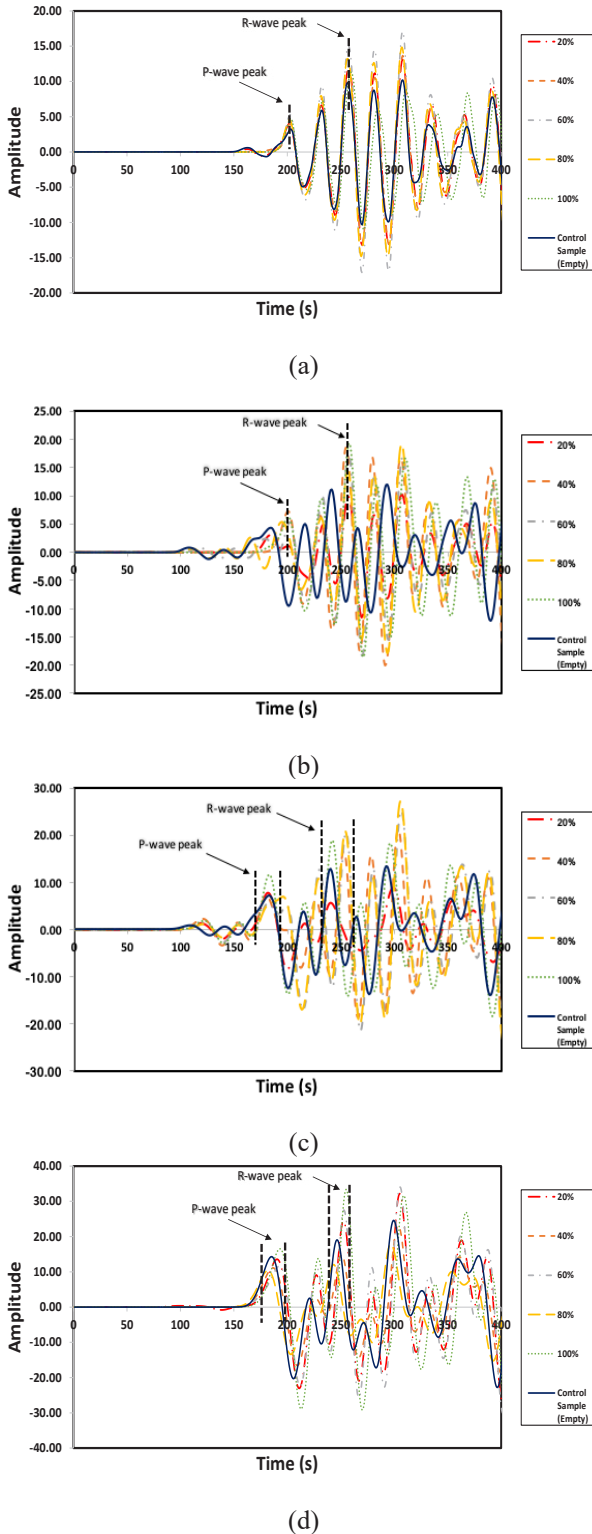 20.00
R-wave peak
15.00
20%
P-wave peak
10.00
40%
5.00
60%
Amplitude
0.00
0 50 100 150 200 250 300 350 400
80%
-5.00
100%
-10.00
Control
Sample
(Empty)
-15.00
-20.00
Time (s)
(a)
25.00
R-wave peak
20.00
20%
15.00
P-wave peak
40%
10.00
5.00
60%
Amplitude
0.00
0 50 100 150 200 250 300 350 400
80%
-5.00
100%
-10.00
Control
Sample
(Empty)
-15.00
-20.00
-25.00
Time (s)
(b)
30.00
R-wave peak
20%
20.00
P-wave peak
40%
10.00
60%
Amplitude
0.00
0 50 100 150 200 250 300 350 400
80%
-10.00
100%
Control
Sample
(Empty)
-20.00
-30.00
Time (s)
(c)
40.00
R-wave peak
30.00
20%
P-wave peak
20.00
40%
10.00
60%
Amplitude
0.00
0 50 100 150 200 250 300 350 400
80%
-10.00
100%
-20.00
Control
Sample
(Empty)
-30.00
-40.00
Time (s)
(d)